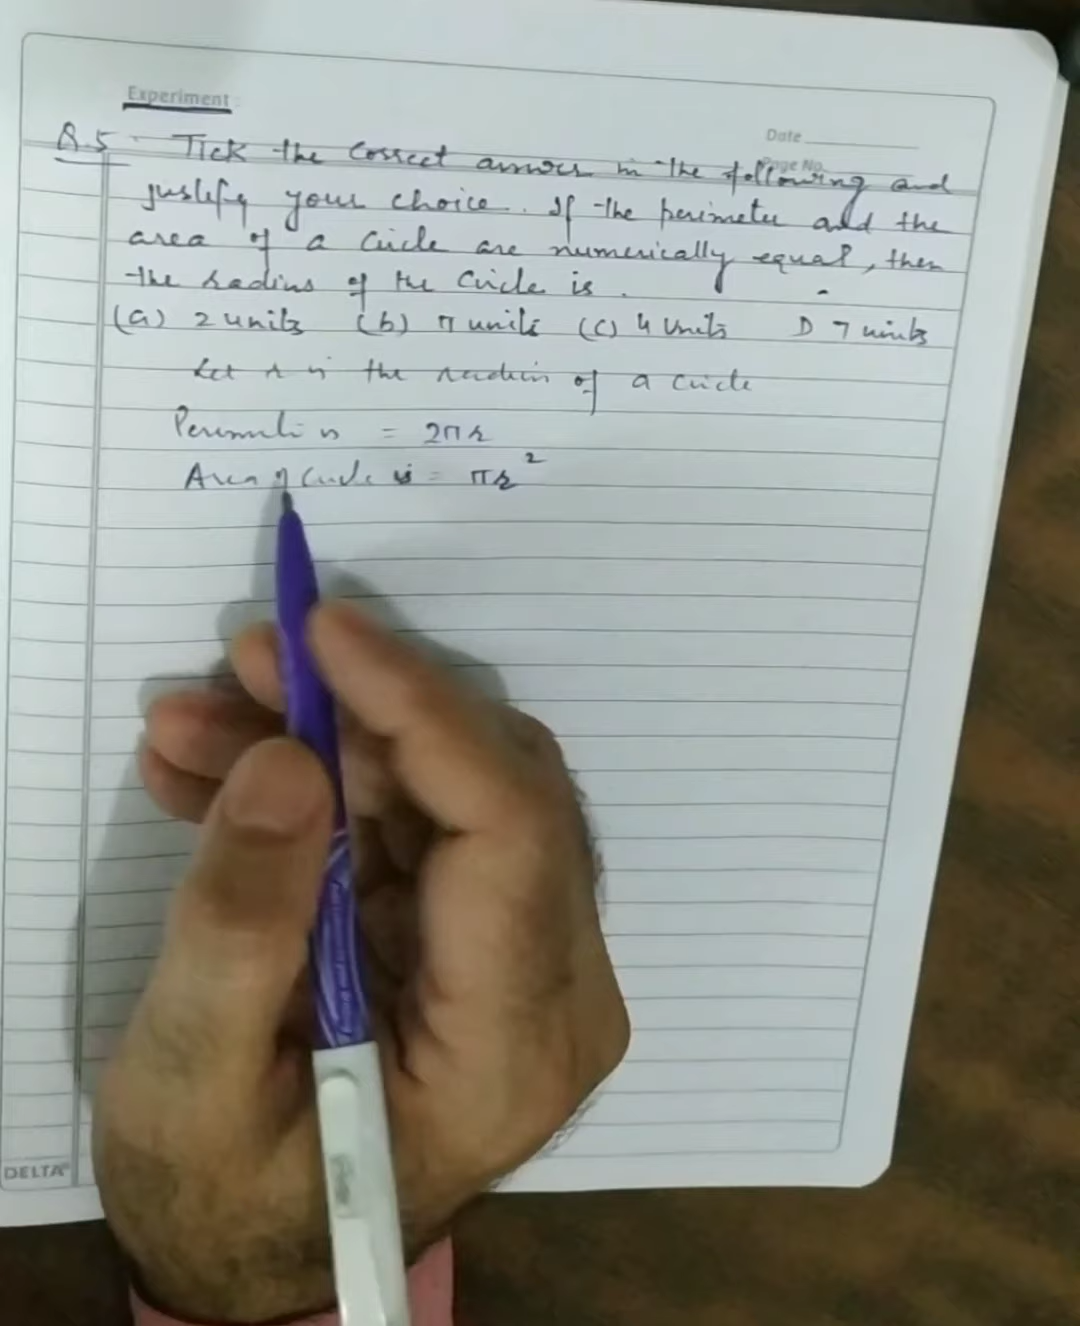 Experiment
Date
Page No.
Q.5 Tick the correct answer in the following and
justify your choice. If the perimeter and the
area of a circle are numerically equal, then
the radius of the circle is.
(a) 2 units (b) π units (c) 4 units D 7 units
Let r is the radius of a circle
Perimeter is = 2πr
Area of Circle is = πr²
DELTA